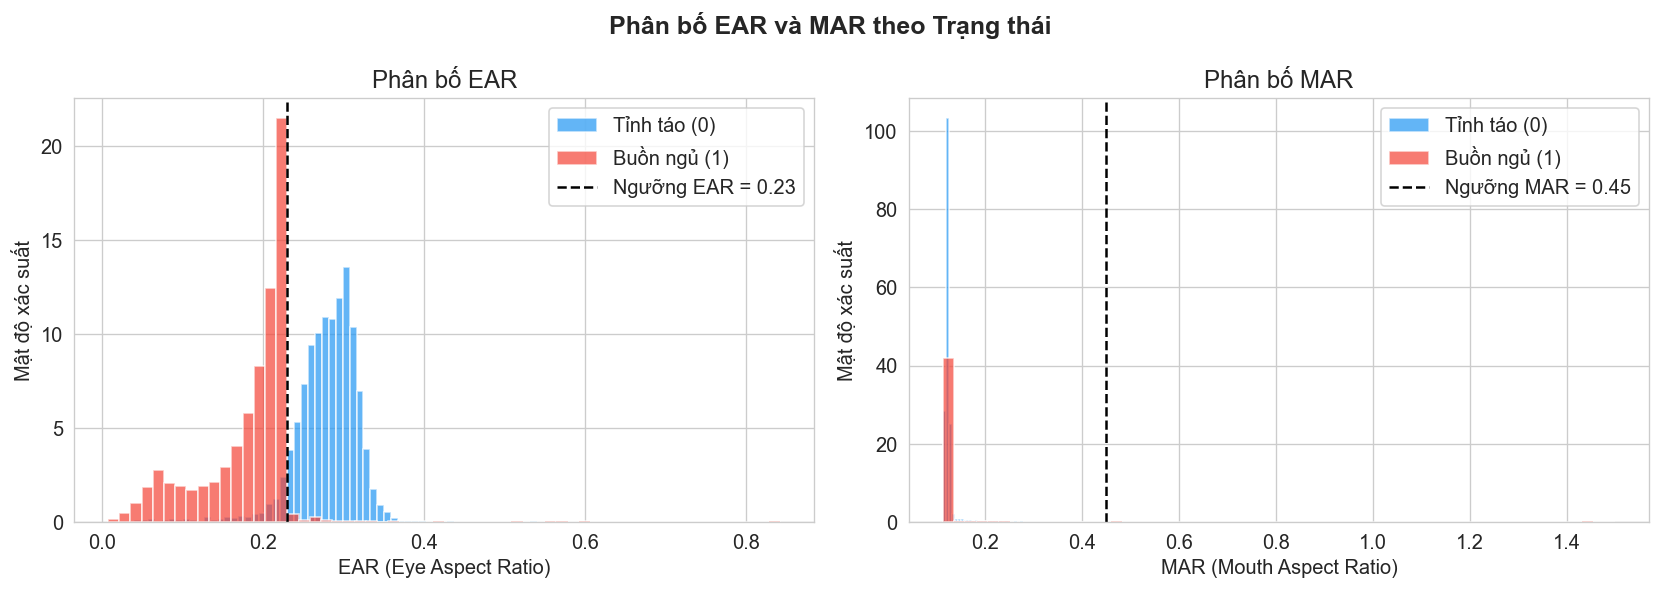 Phân bố EAR và MAR theo Trạng thái
Phân bố EAR
Mật độ xác suất
20
15
10
5
0
Tỉnh táo (0)
Buồn ngủ (1)
Ngưỡng EAR = 0.23
0.0 0.2 0.4 0.6 0.8
EAR (Eye Aspect Ratio)
Phân bố MAR
Mật độ xác suất
100
80
60
40
20
0
Tỉnh táo (0)
Buồn ngủ (1)
Ngưỡng MAR = 0.45
0.2 0.4 0.6 0.8 1.0 1.2 1.4
MAR (Mouth Aspect Ratio)